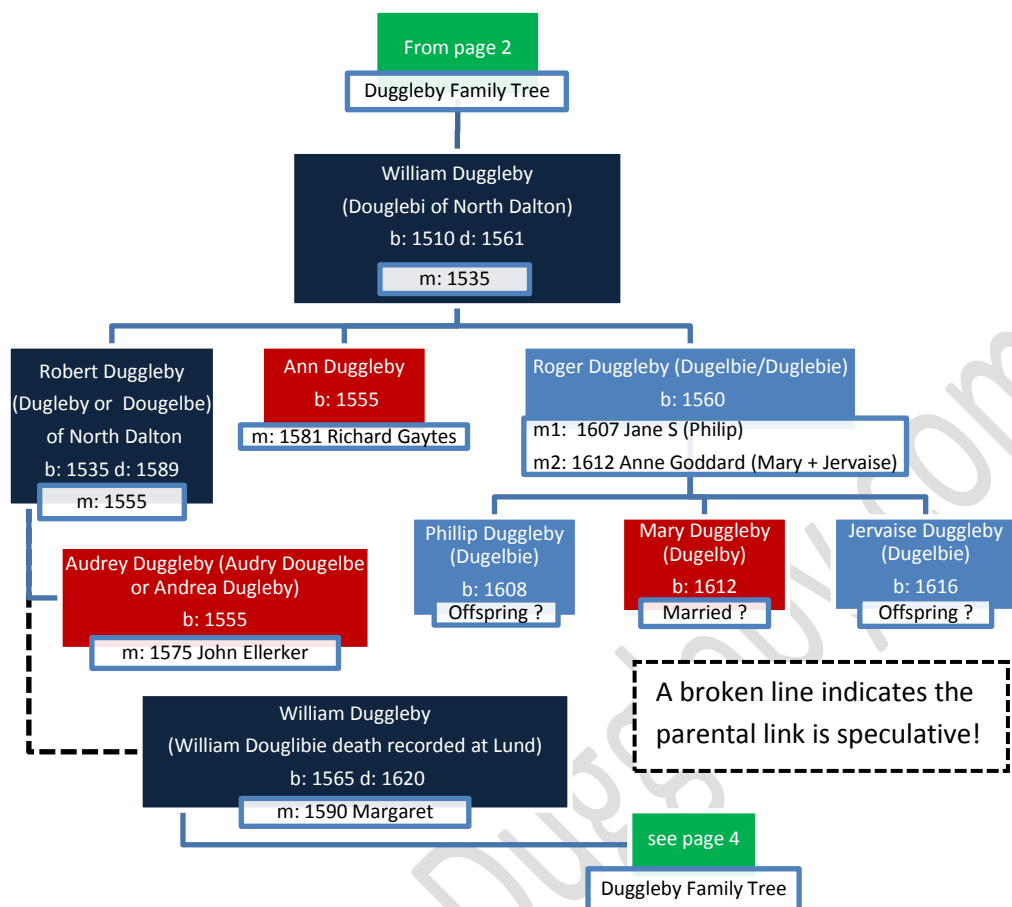 From page 2
Duggleby Family Tree
William Duggleby
(Douglebi of North Dalton)
b: 1510 d: 1561
m: 1535
Robert Duggleby
(Dugleby or Dougelbe)
of North Dalton
b: 1535 d: 1589
m: 1555
Ann Duggleby
b: 1555
m: 1581 Richard Gaytes
Roger Duggleby (Dugelbie/Duglebie)
b: 1560
m1: 1607 Jane S (Philip)
m2: 1612 Anne Goddard (Mary + Jervaise)
Audrey Duggleby (Audry Dougelbe
or Andrea Dugleby)
b: 1555
m: 1575 John Ellerker
Phillip Duggleby
(Dugelbie)
b: 1608
Offspring ?
Mary Duggleby
(Dugelby)
b: 1612
Married ?
Jervaise Duggleby
(Dugelbie)
b: 1616
Offspring ?
A broken line indicates the
parental link is speculative!
William Duggleby
(William Douglibie death recorded at Lund)
b: 1565 d: 1620
m: 1590 Margaret
see page 4
Duggleby Family Tree